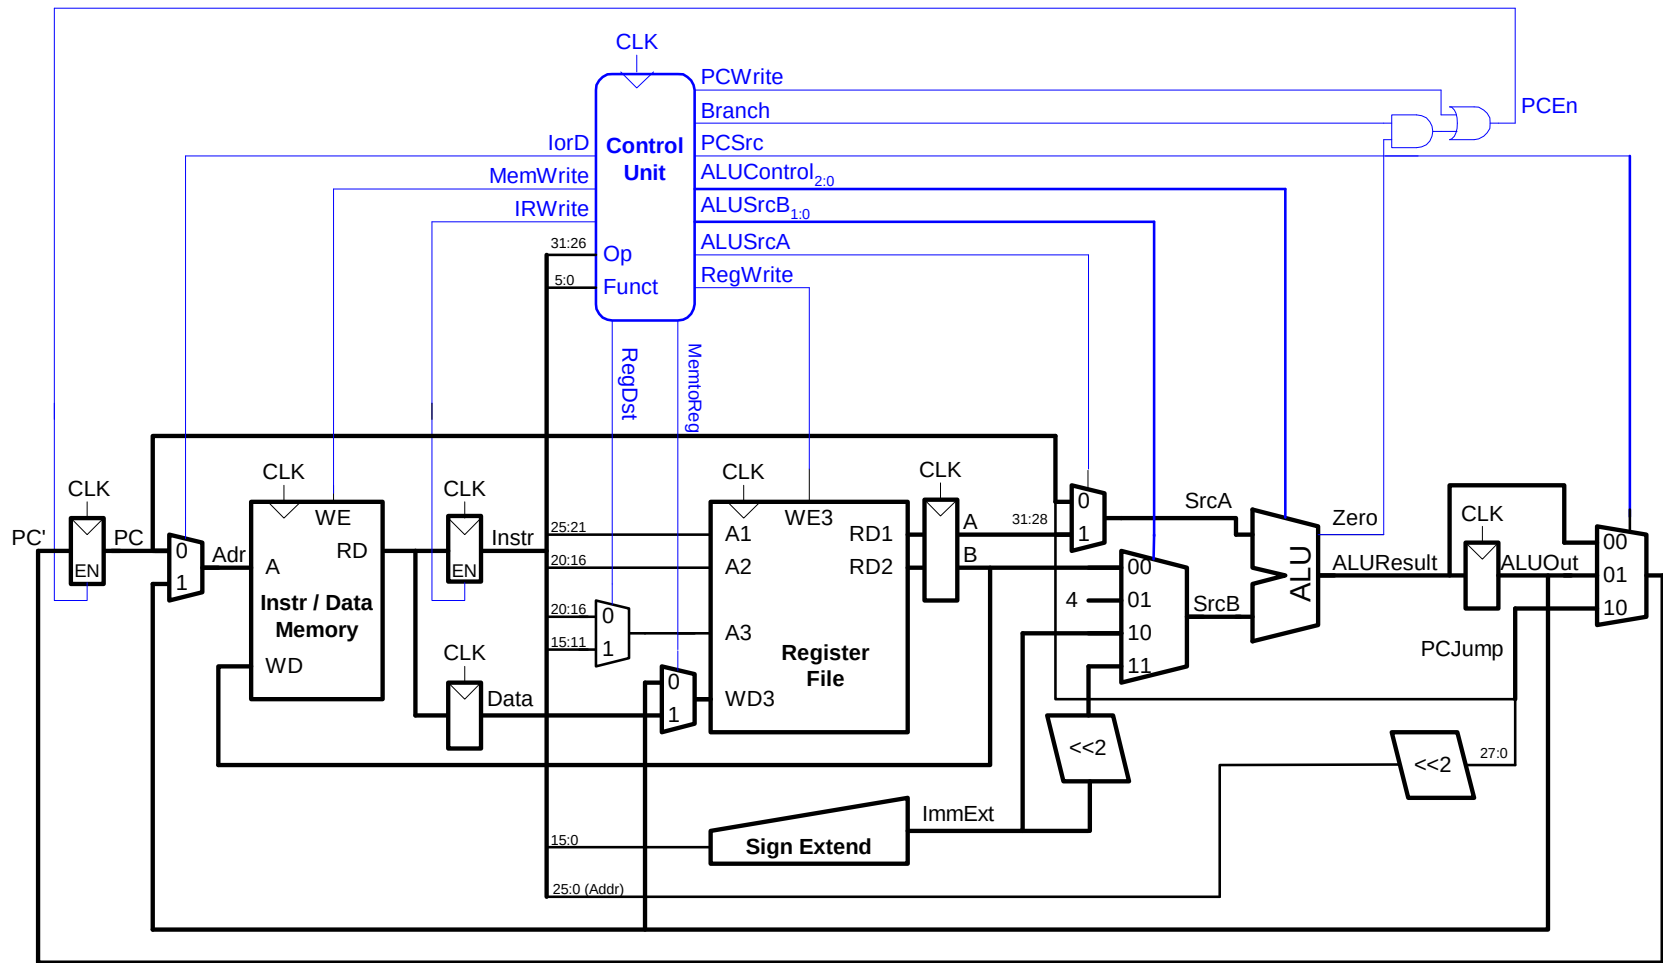 CLK
PCWrite
Branch
PCEn
IorD
Control
Unit
PCSrc
MemWrite
ALUControl2:0
IRWrite
ALUSrcB1:0
31:26
Op
ALUSrcA
5:0
Funct
RegWrite
RegDst
MemtoReg
CLK
CLK
CLK
CLK
CLK
CLK
PC'
PC
EN
0
1
Adr
WE
RD
A
Instr / Data
Memory
WD
EN
Instr
25:21
20:16
20:16
15:11
0
1
CLK
Data
0
1
A1
A2
A3
WD3
WE3
RD1
RD2
Register
File
A
B
31:28
0
1
SrcA
00
4
01
10
11
SrcB
ALU
Zero
ALUResult
ALUOut
00
01
10
PCJump
<<2
<<2
27:0
ImmExt
15:0
Sign Extend
25:0 (Addr)